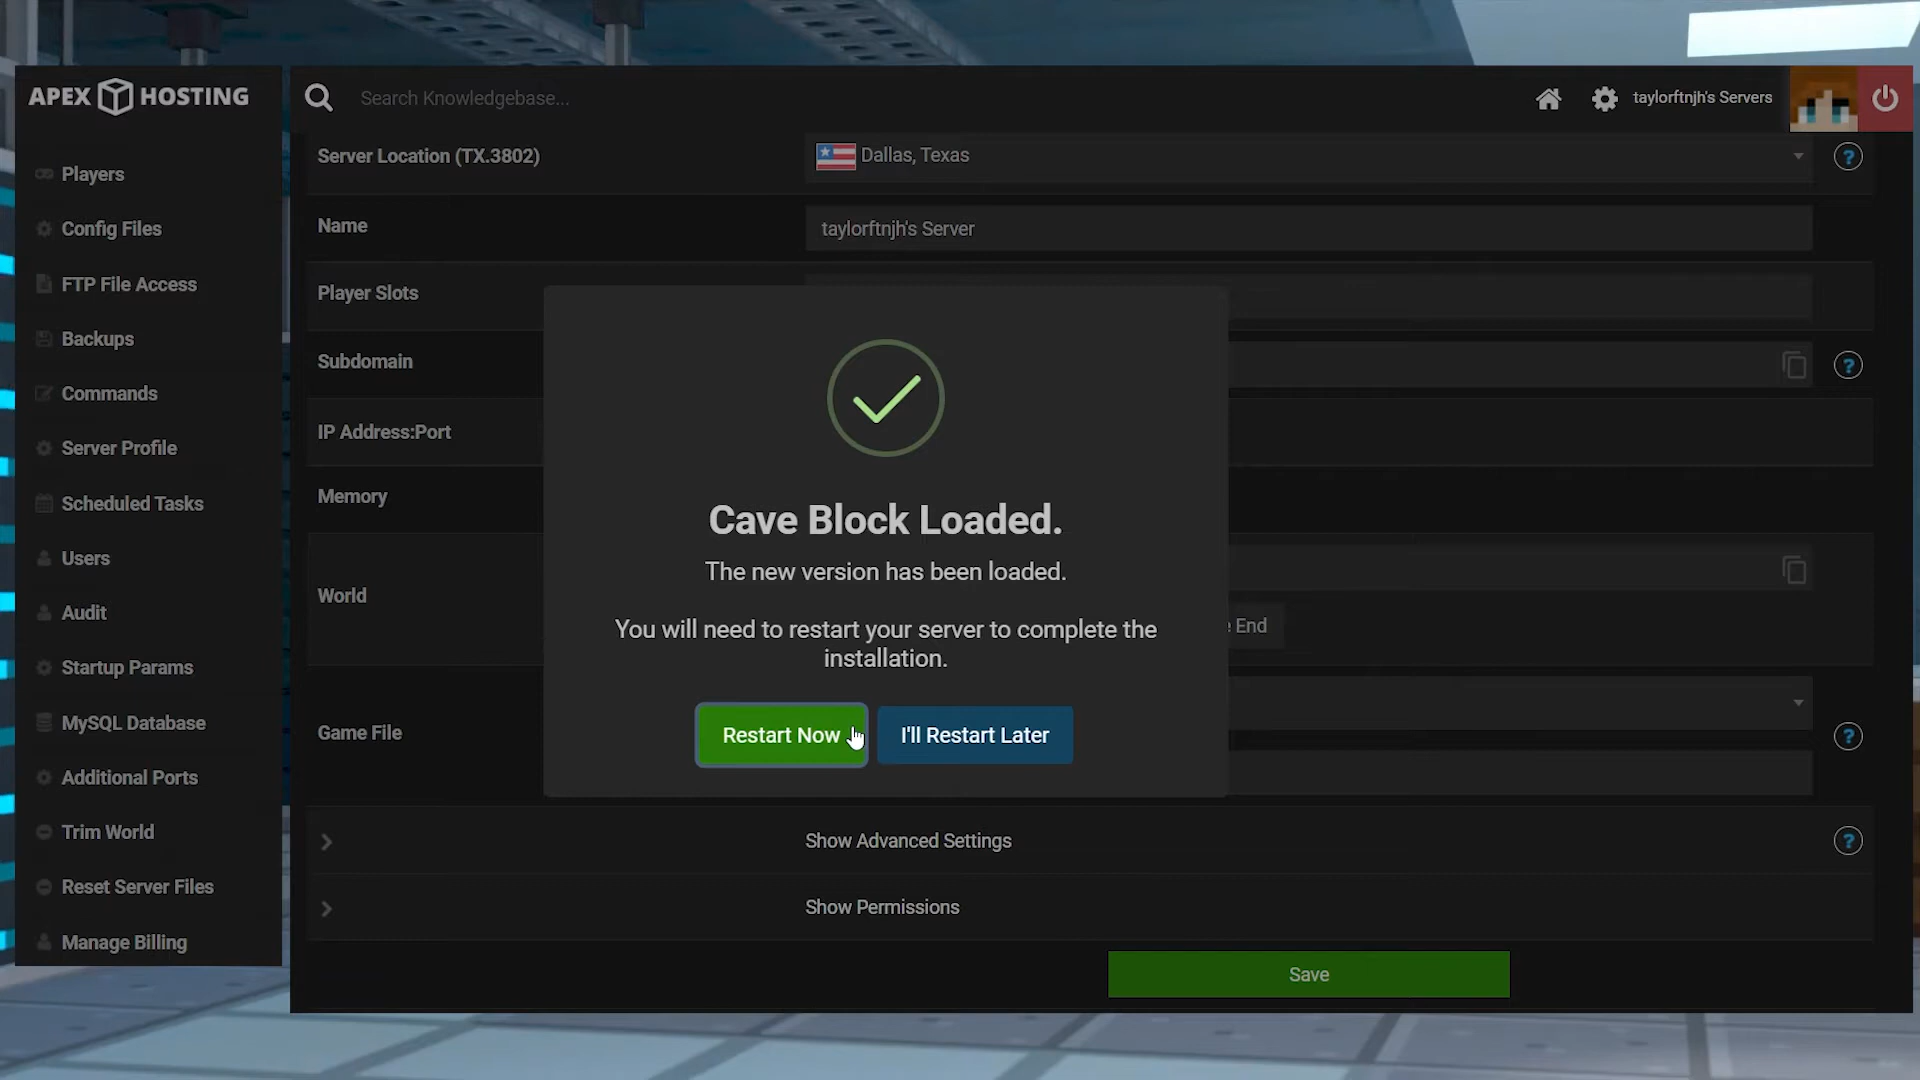 APEX HOSTING
Search Knowledgebase...
taylorftnjh's Servers
Players
Config Files
FTP File Access
Backups
Commands
Server Profile
Scheduled Tasks
Users
Audit
Startup Params
MySQL Database
Additional Ports
Trim World
Reset Server Files
Manage Billing
Server Location (TX.3802)
Dallas, Texas
?
Name
taylorftnjh's Server
Player Slots
Subdomain
?
IP Address:Port
Memory
World
End
Game File
?
Cave Block Loaded.
The new version has been loaded.
You will need to restart your server to complete the
installation.
Restart Now
I'll Restart Later
Show Advanced Settings
?
Show Permissions
Save